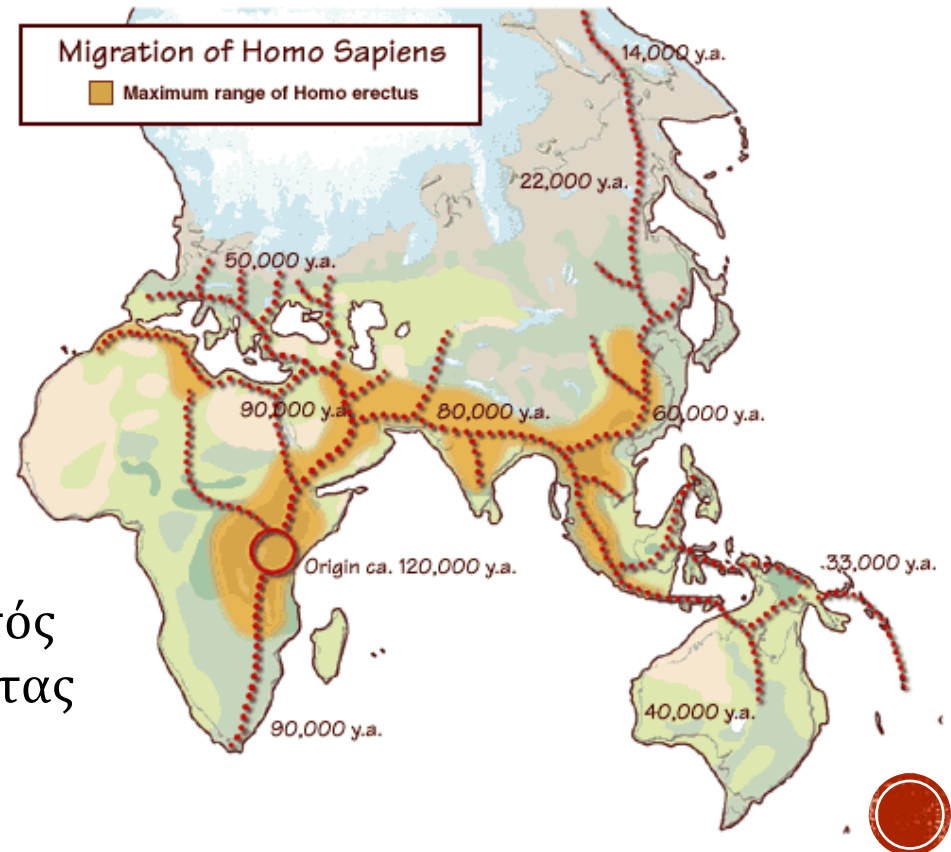 Migration of Homo Sapiens
Maximum range of Homo erectus
14,000 y.a.
22,000 y.a.
50,000 y.a.
90,000 y.a.
80,000 y.a.
60,000 y.a.
Origin ca. 120,000 y.a.
33,000 y.a.
τός
τας
40,000 y.a.
90,000 y.a.